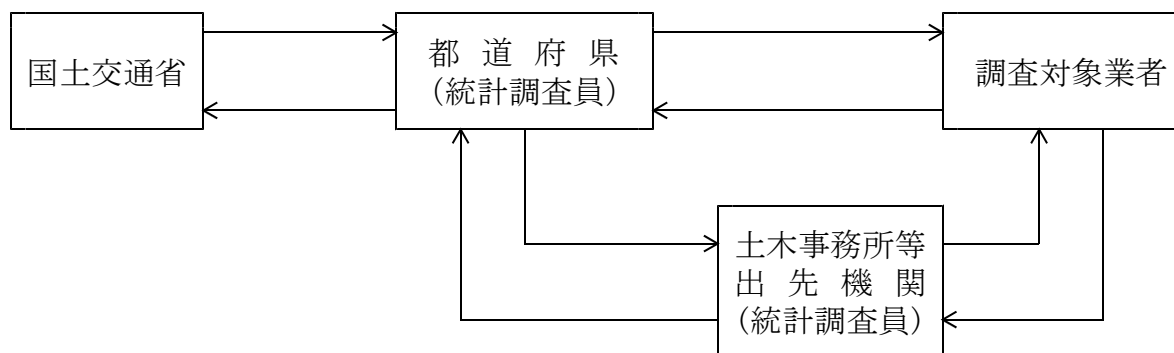 国土交通省
都道府県
（統計調査員）
調査対象業者
土木事務所等
出先機関
（統計調査員）